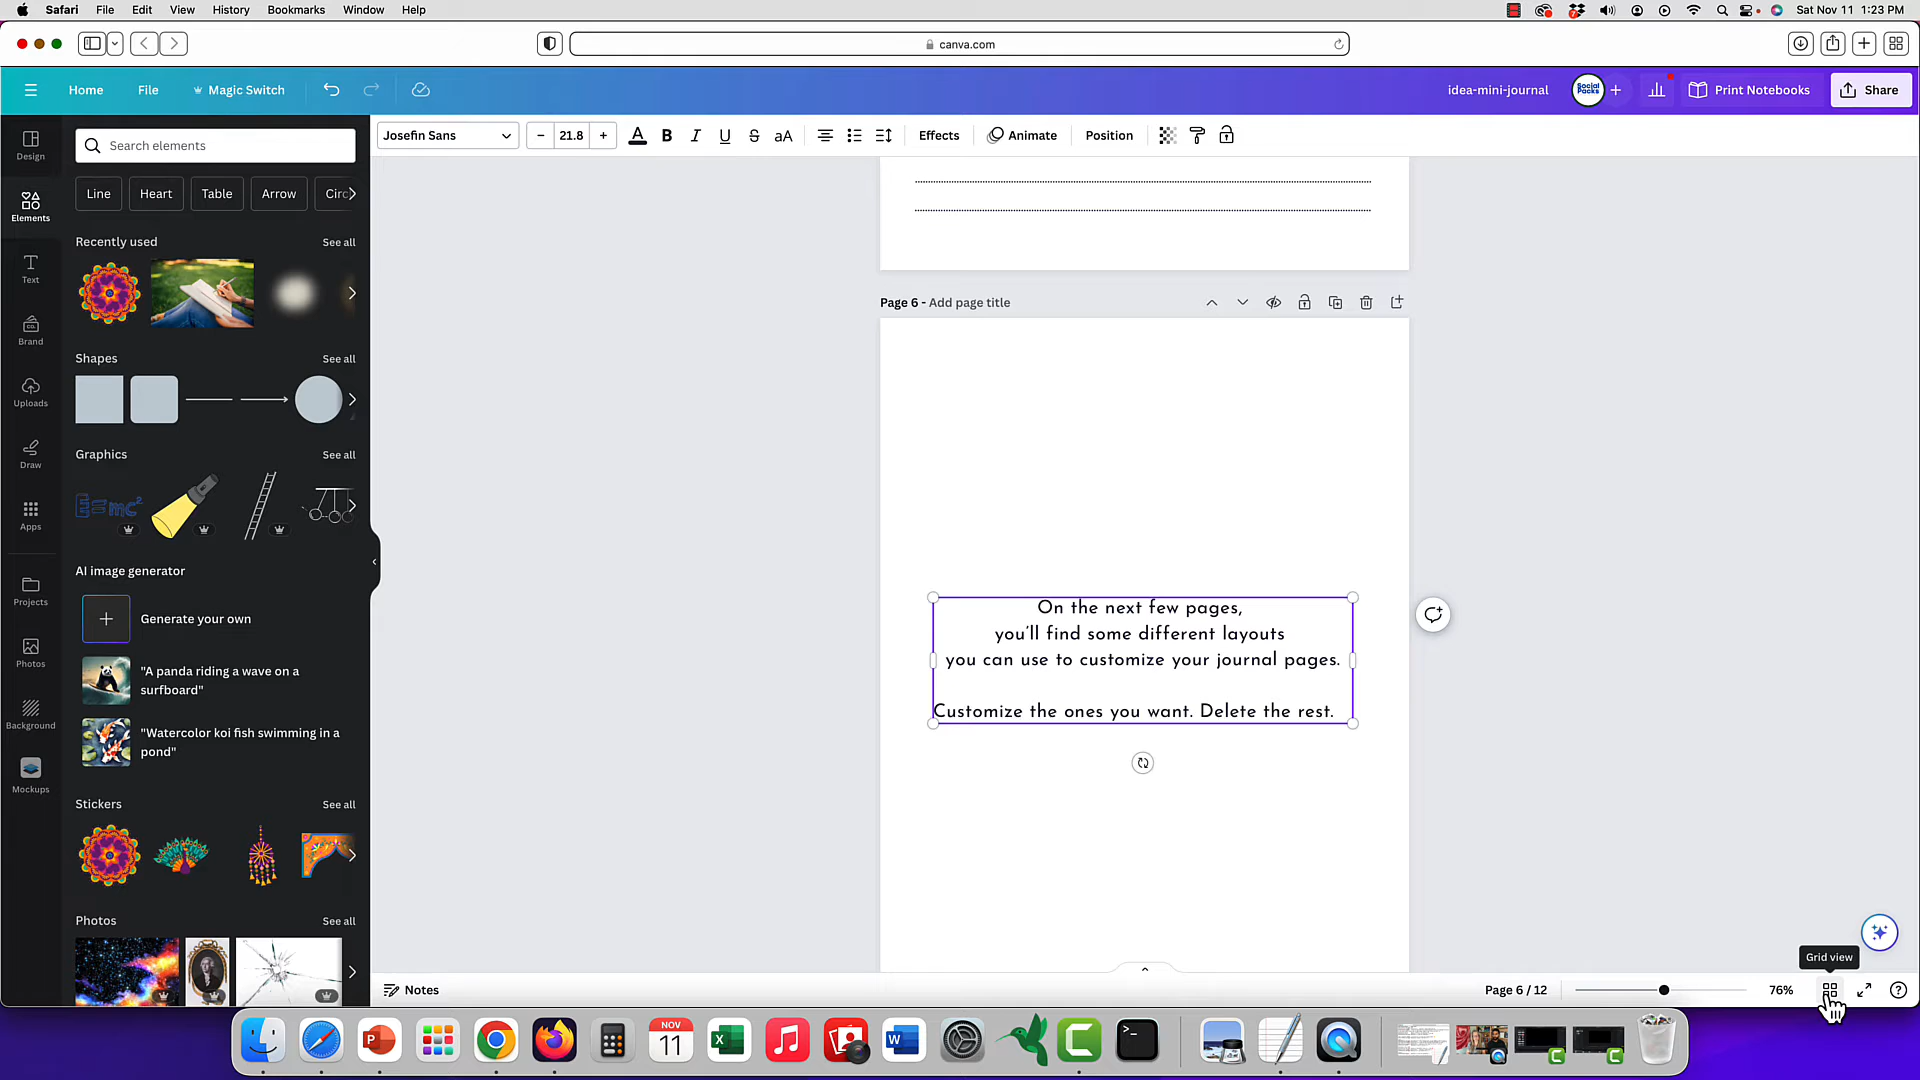 Safari File Edit View History Bookmarks Window Help
Sat Nov 11 1:23 PM
canva.com
Home File Magic Switch
idea-mini-journal
Social Packs
Print Notebooks
Share
Design
Elements
Text
Brand
Uploads
Draw
Apps
Projects
Photos
Background
Mockups
Search elements
Line Heart Table Arrow Circ
Recently used See all
Shapes See all
Graphics See all
E=mc²
AI image generator
Generate your own
"A panda riding a wave on a
surfboard"
"Watercolor koi fish swimming in a
pond"
Stickers See all
Photos See all
Josefin Sans
– 21.8 +
A B I U S aA
Effects Animate Position
Page 6 - Add page title
On the next few pages,
you'll find some different layouts
you can use to customize your journal pages.
Customize the ones you want. Delete the rest.
Grid view
Notes
Page 6 / 12
76%
NOV
11